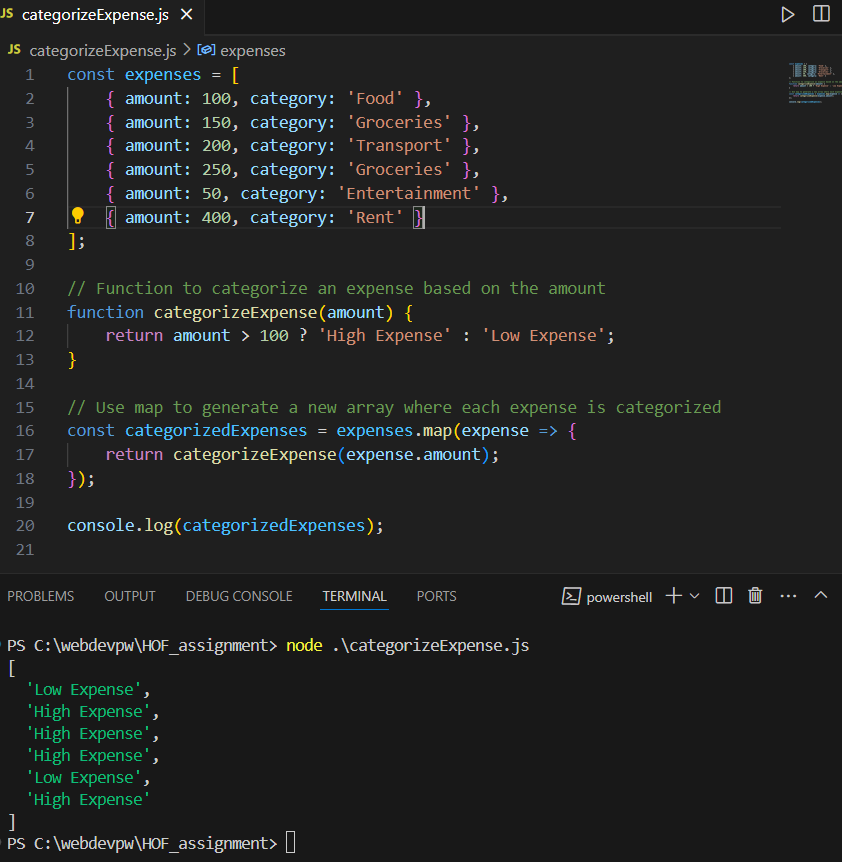 JS categorizeExpense.js
JS categorizeExpense.js > expenses
1 const expenses = [
2     { amount: 100, category: 'Food' },
3     { amount: 150, category: 'Groceries' },
4     { amount: 200, category: 'Transport' },
5     { amount: 250, category: 'Groceries' },
6     { amount: 50, category: 'Entertainment' },
7     { amount: 400, category: 'Rent' }
8 ];
9
10 // Function to categorize an expense based on the amount
11 function categorizeExpense(amount) {
12     return amount > 100 ? 'High Expense' : 'Low Expense';
13 }
14
15 // Use map to generate a new array where each expense is categorized
16 const categorizedExpenses = expenses.map(expense => {
17     return categorizeExpense(expense.amount);
18 });
19
20 console.log(categorizedExpenses);
21
PROBLEMS OUTPUT DEBUG CONSOLE TERMINAL PORTS powershell
PS C:\webdevpw\HOF_assignment> node .\categorizeExpense.js
[
  'Low Expense',
  'High Expense',
  'High Expense',
  'High Expense',
  'Low Expense',
  'High Expense'
]
PS C:\webdevpw\HOF_assignment>